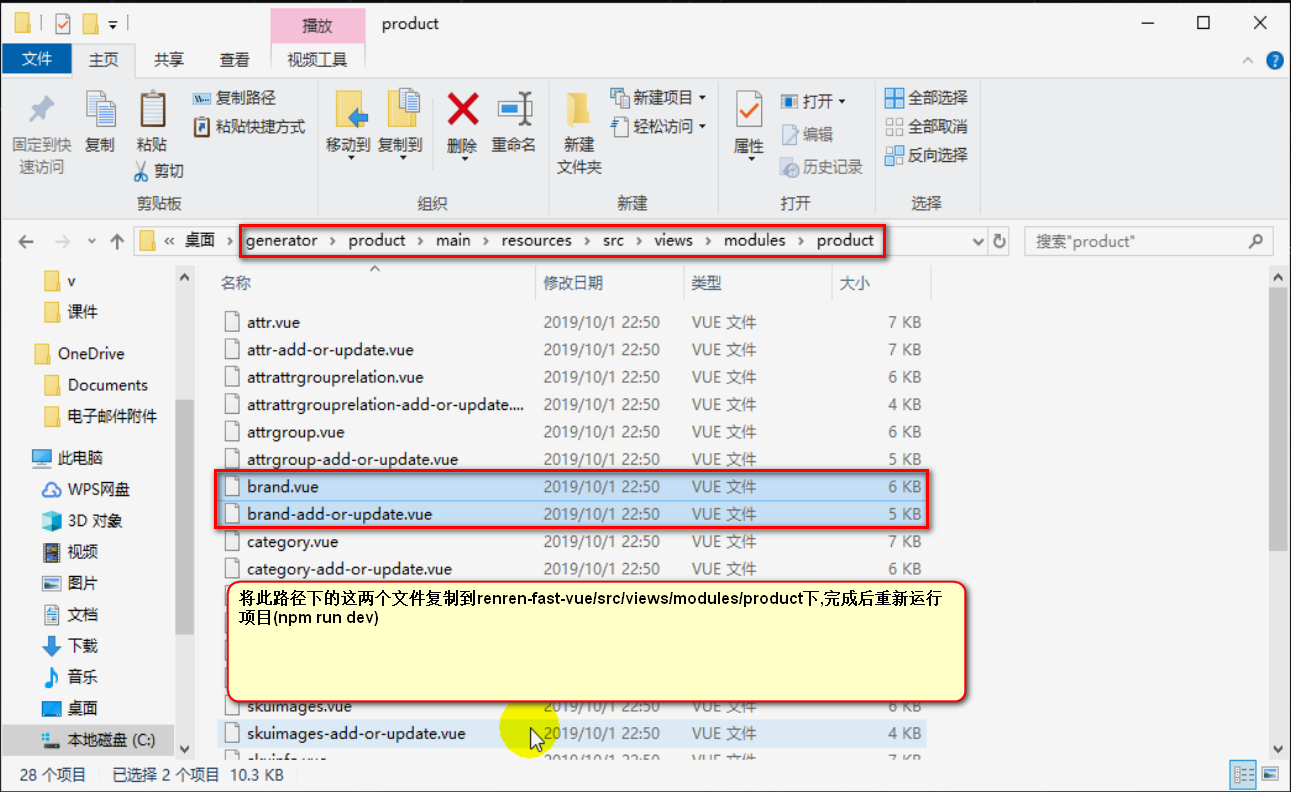 播放
product
文件
主页
共享
查看
视频工具
固定到快
速访问
复制
粘贴
复制路径
粘贴快捷方式
剪切
剪贴板
移动到
复制到
删除
重命名
组织
新建
文件夹
新建项目
轻松访问
新建
属性
打开
编辑
历史记录
打开
全部选择
全部取消
反向选择
选择
« 桌面 › generator › product › main › resources › src › views › modules › product
搜索"product"
v
课件
OneDrive
Documents
电子邮件附件
此电脑
WPS网盘
3D 对象
视频
图片
文档
下载
音乐
桌面
本地磁盘 (C:)
名称 修改日期 类型 大小
attr.vue 2019/10/1 22:50 VUE 文件 7 KB
attr-add-or-update.vue 2019/10/1 22:50 VUE 文件 7 KB
attrattrgrouprelation.vue 2019/10/1 22:50 VUE 文件 6 KB
attrattrgrouprelation-add-or-update.... 2019/10/1 22:50 VUE 文件 4 KB
attrgroup.vue 2019/10/1 22:50 VUE 文件 6 KB
attrgroup-add-or-update.vue 2019/10/1 22:50 VUE 文件 5 KB
brand.vue 2019/10/1 22:50 VUE 文件 6 KB
brand-add-or-update.vue 2019/10/1 22:50 VUE 文件 5 KB
category.vue 2019/10/1 22:50 VUE 文件 7 KB
category-add-or-update.vue 2019/10/1 22:50 VUE 文件 6 KB
将此路径下的这两个文件复制到renren-fast-vue/src/views/modules/product下,完成后重新运行
项目(npm run dev)
skuimages.vue 2019/10/1 22:50 VUE 文件 6 KB
skuimages-add-or-update.vue 2019/10/1 22:50 VUE 文件 4 KB
28 个项目 已选择 2 个项目 10.3 KB